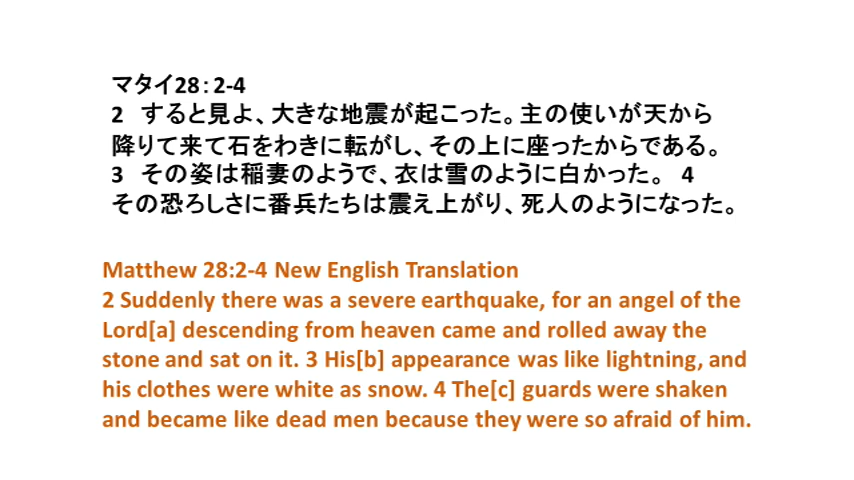 マタイ28：2-4
2　すると見よ、大きな地震が起こった。主の使いが天から
降りて来て石をわきに転がし、その上に座ったからである。
3　その姿は稲妻のようで、衣は雪のように白かった。　4
その恐ろしさに番兵たちは震え上がり、死人のようになった。
Matthew 28:2-4 New English Translation
2 Suddenly there was a severe earthquake, for an angel of the
Lord[a] descending from heaven came and rolled away the
stone and sat on it. 3 His[b] appearance was like lightning, and
his clothes were white as snow. 4 The[c] guards were shaken
and became like dead men because they were so afraid of him.